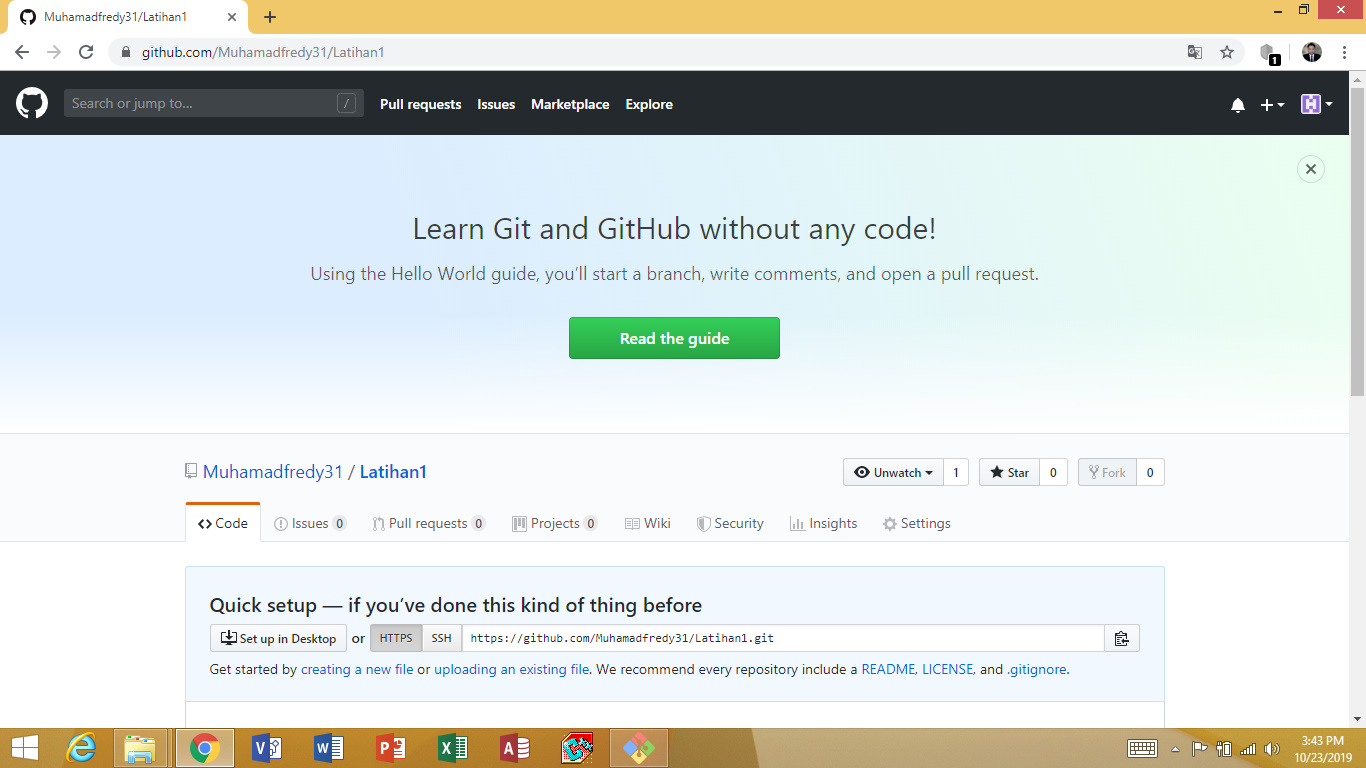 Muhamadfredy31/Latihan1
github.com/Muhamadfredy31/Latihan1
1
Search or jump to...
/
Pull requests Issues Marketplace Explore
Learn Git and GitHub without any code!
Using the Hello World guide, you’ll start a branch, write comments, and open a pull request.
Read the guide
Muhamadfredy31 / Latihan1
Unwatch 1 Star 0 Fork 0
Code Issues 0 Pull requests 0 Projects 0 Wiki Security Insights Settings
Quick setup — if you’ve done this kind of thing before
Set up in Desktop or HTTPS SSH https://github.com/Muhamadfredy31/Latihan1.git
Get started by creating a new file or uploading an existing file. We recommend every repository include a README, LICENSE, and .gitignore.
3:43 PM
10/23/2019